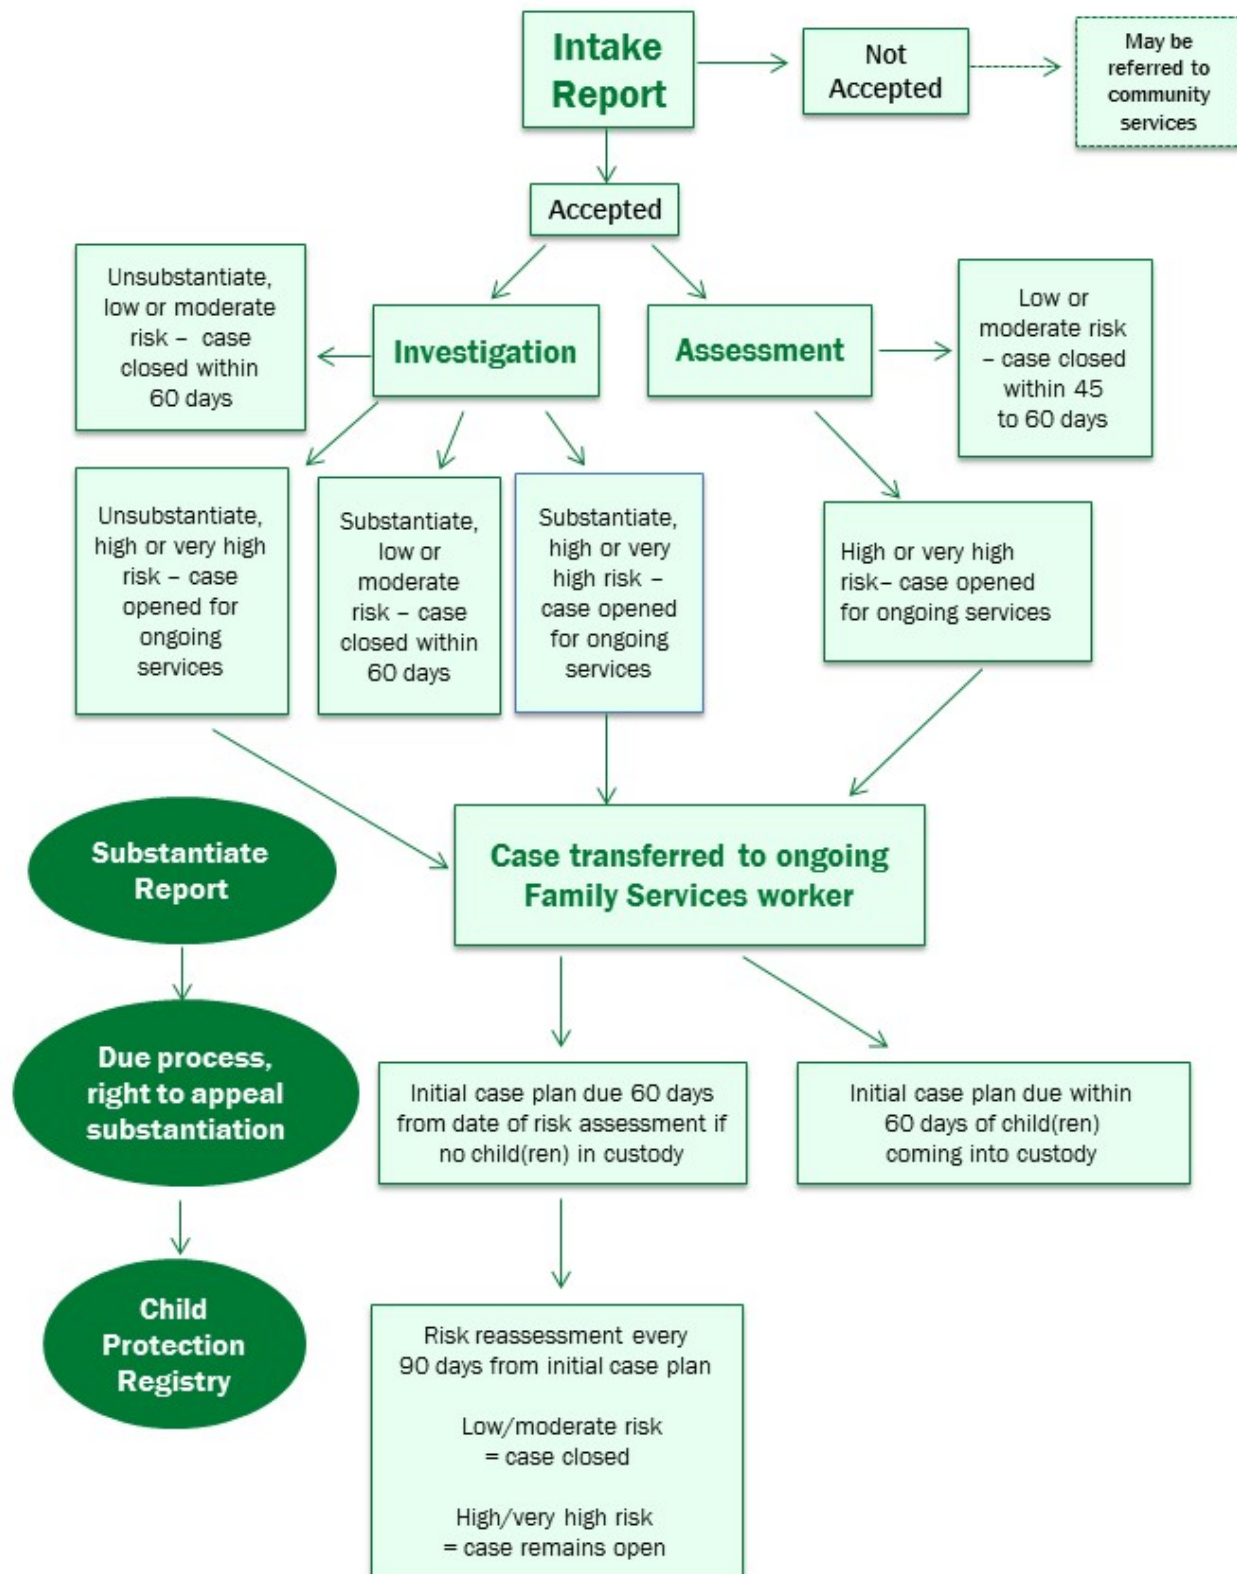 Intake
Report
Not
Accepted
May be
referred to
community
services
Accepted
Unsubstantiate,
low or moderate
risk – case
closed within
60 days
Investigation
Assessment
Low or
moderate risk
– case closed
within 45
to 60 days
Unsubstantiate,
high or very high
risk – case
opened for
ongoing
services
Substantiate,
low or
moderate
risk – case
closed within
60 days
Substantiate,
high or very
high risk –
case opened
for ongoing
services
High or very high
risk– case opened
for ongoing services
Substantiate
Report
Case transferred to ongoing
Family Services worker
Due process,
right to appeal
substantiation
Initial case plan due 60 days
from date of risk assessment if
no child(ren) in custody
Initial case plan due within
60 days of child(ren)
coming into custody
Child
Protection
Registry
Risk reassessment every
90 days from initial case plan
Low/moderate risk
= case closed
High/very high risk
= case remains open